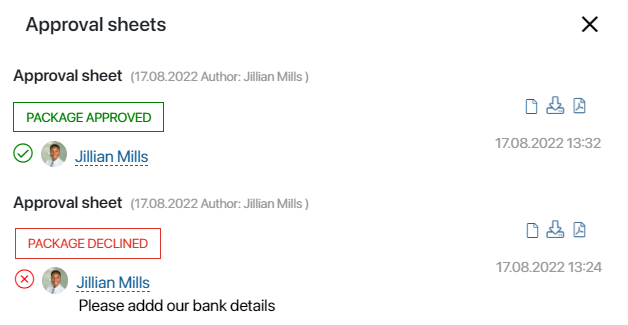 Approval sheets
Approval sheet (17.08.2022 Author: Jillian Mills )
PACKAGE APPROVED
Jillian Mills
17.08.2022 13:32
Approval sheet (17.08.2022 Author: Jillian Mills )
PACKAGE DECLINED
Jillian Mills
17.08.2022 13:24
Please addd our bank details